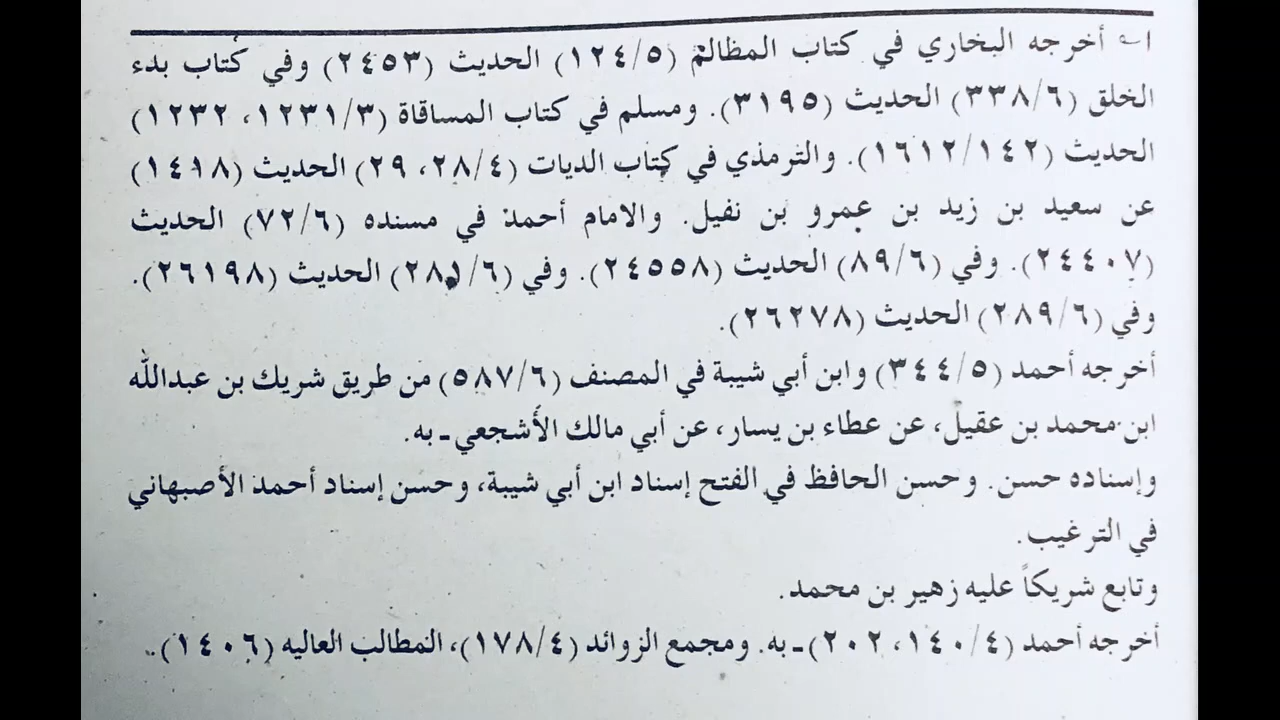 ١ـ أخرجه البخاري في كتاب المظالم (١٢٤/٥) الحديث (٢٤٥٣) وفي كتاب بدء
الخلق (٣٣٨/٦) الحديث (٣١٩٥). ومسلم في كتاب المساقاة (١٢٣١/٣، ١٢٣٢)
الحديث (١٦١٢/١٤٢). والترمذي في كتاب الديات (٢٨/٤، ٢٩) الحديث (١٤١٨)
عن سعيد بن زيد بن عمرو بن نفيل. والامام أحمد في مسنده (٧٢/٦) الحديث
(٢٤٤٠٧). وفي (٨٩/٦) الحديث (٢٤٥٥٨). وفي (٢٨١/٦) الحديث (٢٦١٩٨).
وفي (٢٨٩/٦) الحديث (٢٦٢٧٨).
أخرجه أحمد (٣٤٤/٥) وابن أبي شيبة في المصنف (٥٨٧/٦) من طريق شريك بن عبدالله
ابن محمد بن عقيل، عن عطاء بن يسار، عن أبي مالك الأشجعي ـ به.
وإسناده حسن. وحسن الحافظ في الفتح إسناد ابن أبي شيبة، وحسن إسناد أحمد الأصبهاني
في الترغيب.
وتابع شريكاً عليه زهير بن محمد.
أخرجه أحمد (١٤٠/٤، ٢٠٢) ـ به. ومجمع الزوائد (١٧٨/٤)، المطالب العاليه (١٤٠٦).